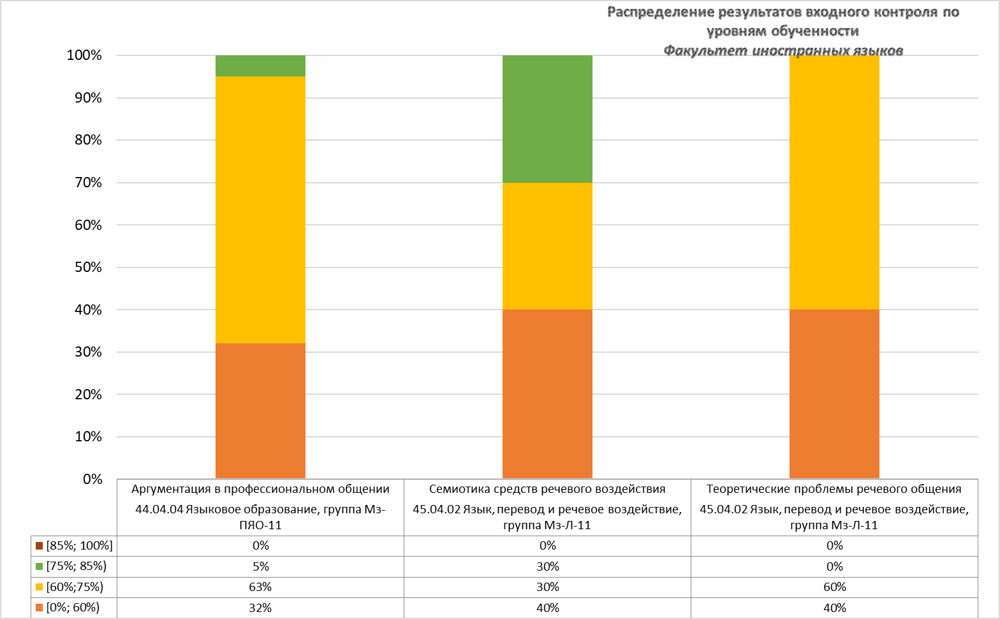 Распределение результатов входного контроля по
уровням обученности
Факультет иностранных языков
100%
90%
80%
70%
60%
50%
40%
30%
20%
10%
0%
Аргументация в профессиональном общении
44.04.04 Языковое образование, группа Мз-
ПЯО-11
Семиотика средств речевого воздействия
45.04.02 Язык, перевод и речевое воздействие,
группа Мз-Л-11
Теоретические проблемы речевого общения
45.04.02 Язык, перевод и речевое воздействие,
группа Мз-Л-11
[85%; 100%] 0% 0% 0%
[75%; 85%) 5% 30% 0%
[60%;75%) 63% 30% 60%
[0%; 60%) 32% 40% 40%